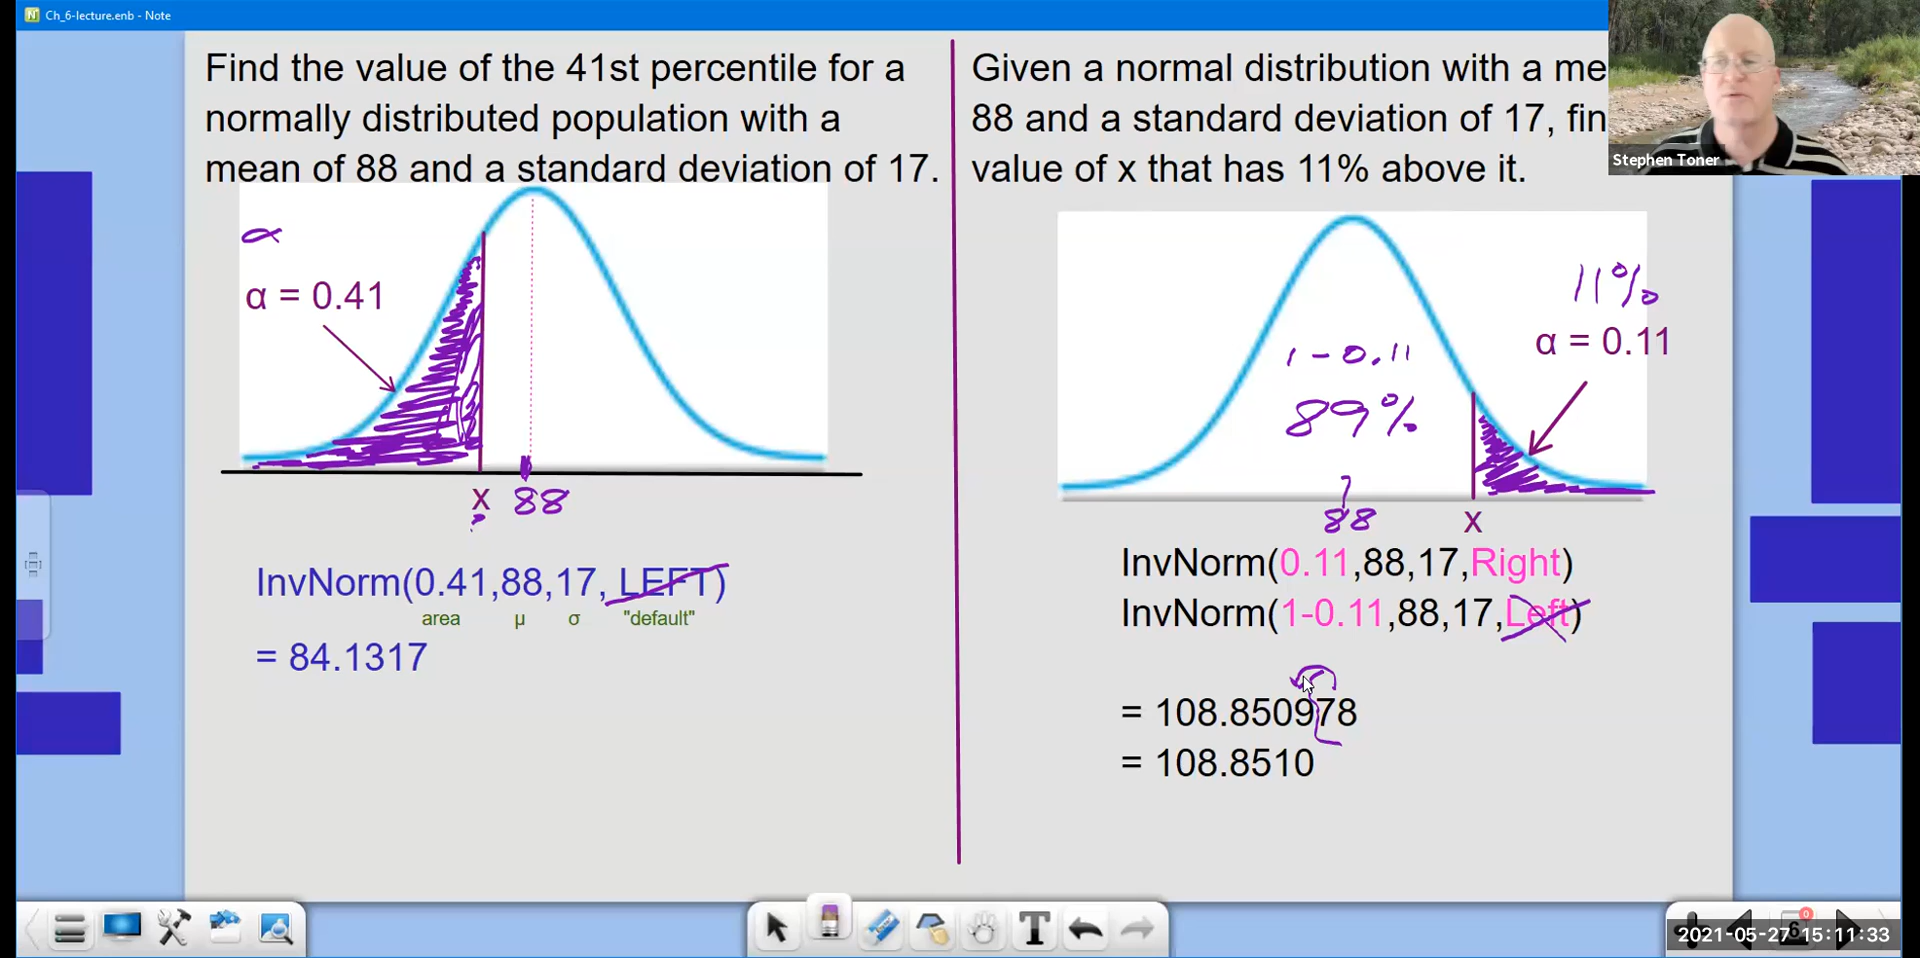 Ch_6-lecture.enb - Note
Find the value of the 41st percentile for a
normally distributed population with a
mean of 88 and a standard deviation of 17.
α
α = 0.41
x
88
?
InvNorm(0.41,88,17, LEFT)
area μ σ "default"
= 84.1317
Given a normal distribution with a me
88 and a standard deviation of 17, fin
value of x that has 11% above it.
11%
α = 0.11
1 - 0.11
89%
88
x
InvNorm(0.11,88,17,Right)
InvNorm(1-0.11,88,17,Left)
= 108.850978
= 108.8510
Stephen Toner
T
6
0
2021-05-27 15:11:33